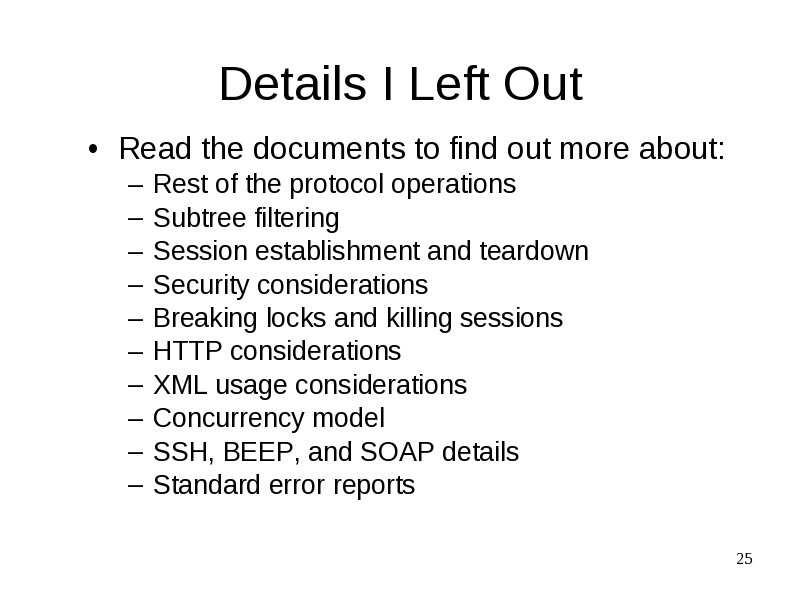 Details I Left Out
• Read the documents to find out more about:
– Rest of the protocol operations
– Subtree filtering
– Session establishment and teardown
– Security considerations
– Breaking locks and killing sessions
– HTTP considerations
– XML usage considerations
– Concurrency model
– SSH, BEEP, and SOAP details
– Standard error reports
25